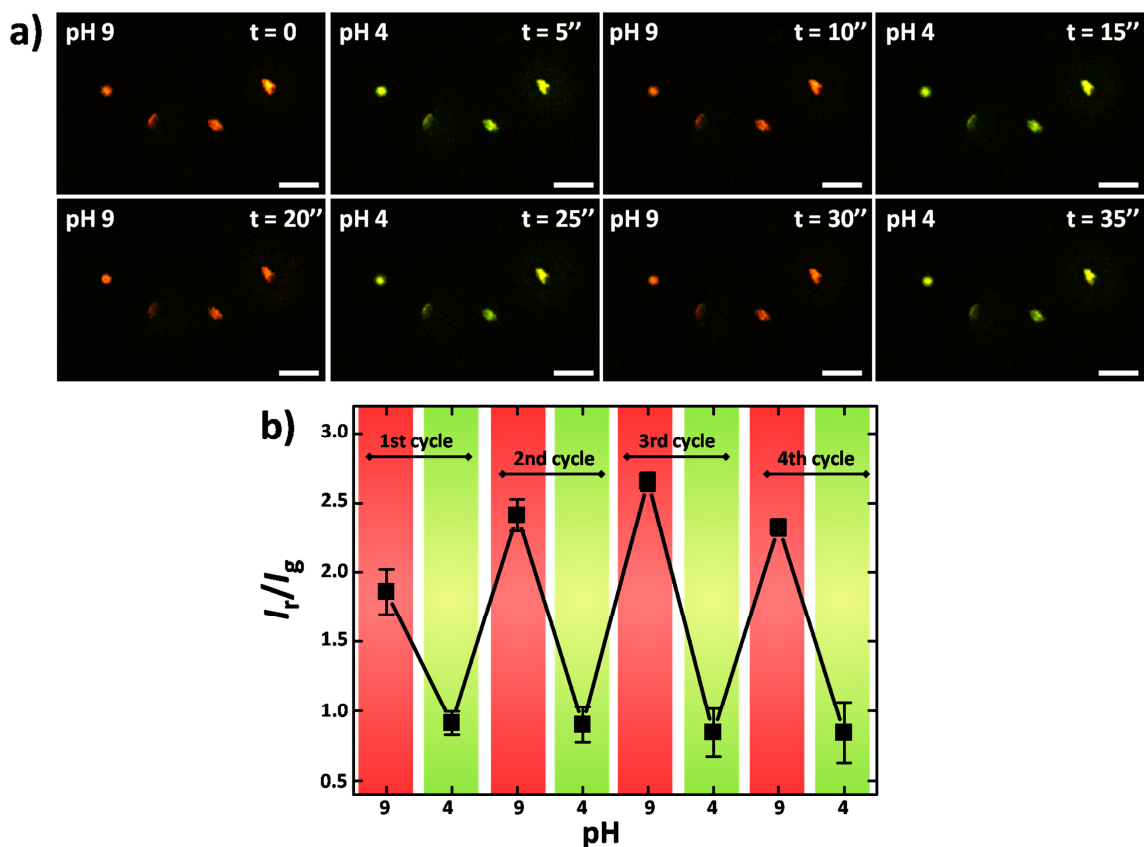 a)
pH 9 t = 0
pH 4 t = 5′′
pH 9 t = 10′′
pH 4 t = 15′′
pH 9 t = 20′′
pH 4 t = 25′′
pH 9 t = 30′′
pH 4 t = 35′′
b)
1st cycle
2nd cycle
3rd cycle
4th cycle
3.0
2.5
2.0
1.5
1.0
0.5
Ir/Ig
9 4 9 4 9 4 9 4
pH